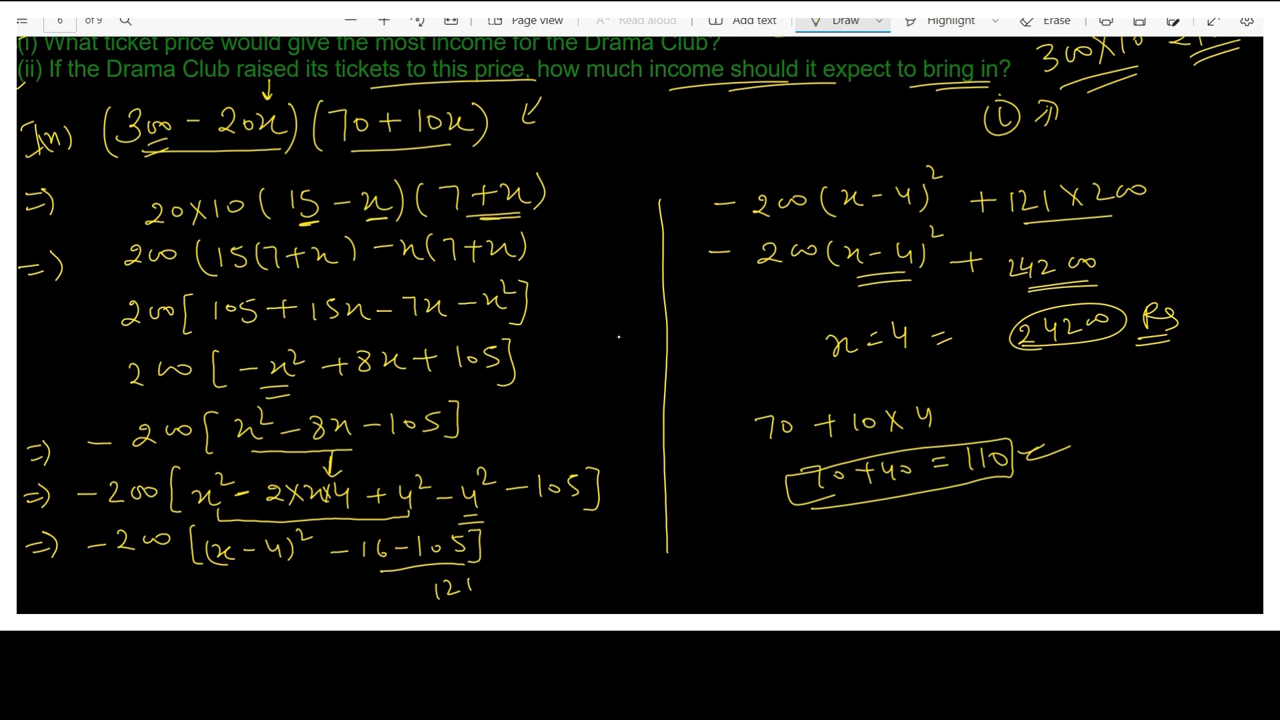 6 of 9 Page view Read aloud Add text Draw Highlight Erase
(i) What ticket price would give the most income for the Drama Club?
(ii) If the Drama Club raised its tickets to this price, how much income should it expect to bring in?
300×10
(i)
In) (300 - 20x) (70 + 10x)
=> 20×10 (15 - x) (7 + x)
=> 200 (15(7+x) - x(7+x)
200 [105 + 15x - 7x - x²]
200 [-x² + 8x + 105]
=> - 200 [x² - 8x - 105]
=> - 200 [x² - 2×x×4 + 4² - 4² - 105]
=> - 200 [(x-4)² - 16 - 105]
121
- 200 (x-4)² + 121×200
- 200 (x-4)² + 24200
x = 4 = 24200 Rs
70 + 10×4
70 + 40 = 110